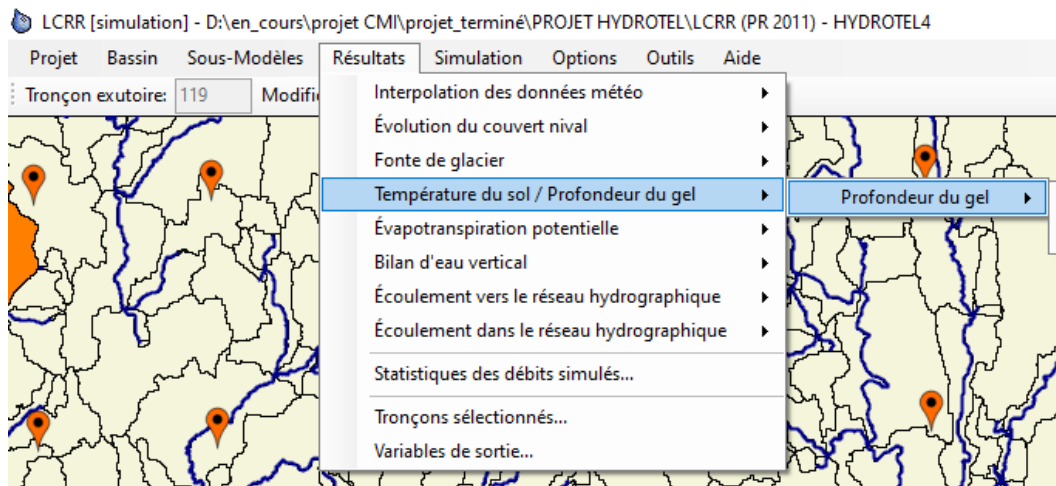 LCRR [simulation] - D:\en_cours\projet CMI\projet_terminé\PROJET HYDROTEL\LCRR (PR 2011) - HYDROTEL4
Projet Bassin Sous-Modèles Résultats Simulation Options Outils Aide
Tronçon exutoire: 119 Modifi
Interpolation des données météo
Évolution du couvert nival
Fonte de glacier
Température du sol / Profondeur du gel
Profondeur du gel
Évapotranspiration potentielle
Bilan d'eau vertical
Écoulement vers le réseau hydrographique
Écoulement dans le réseau hydrographique
Statistiques des débits simulés...
Tronçons sélectionnés...
Variables de sortie...